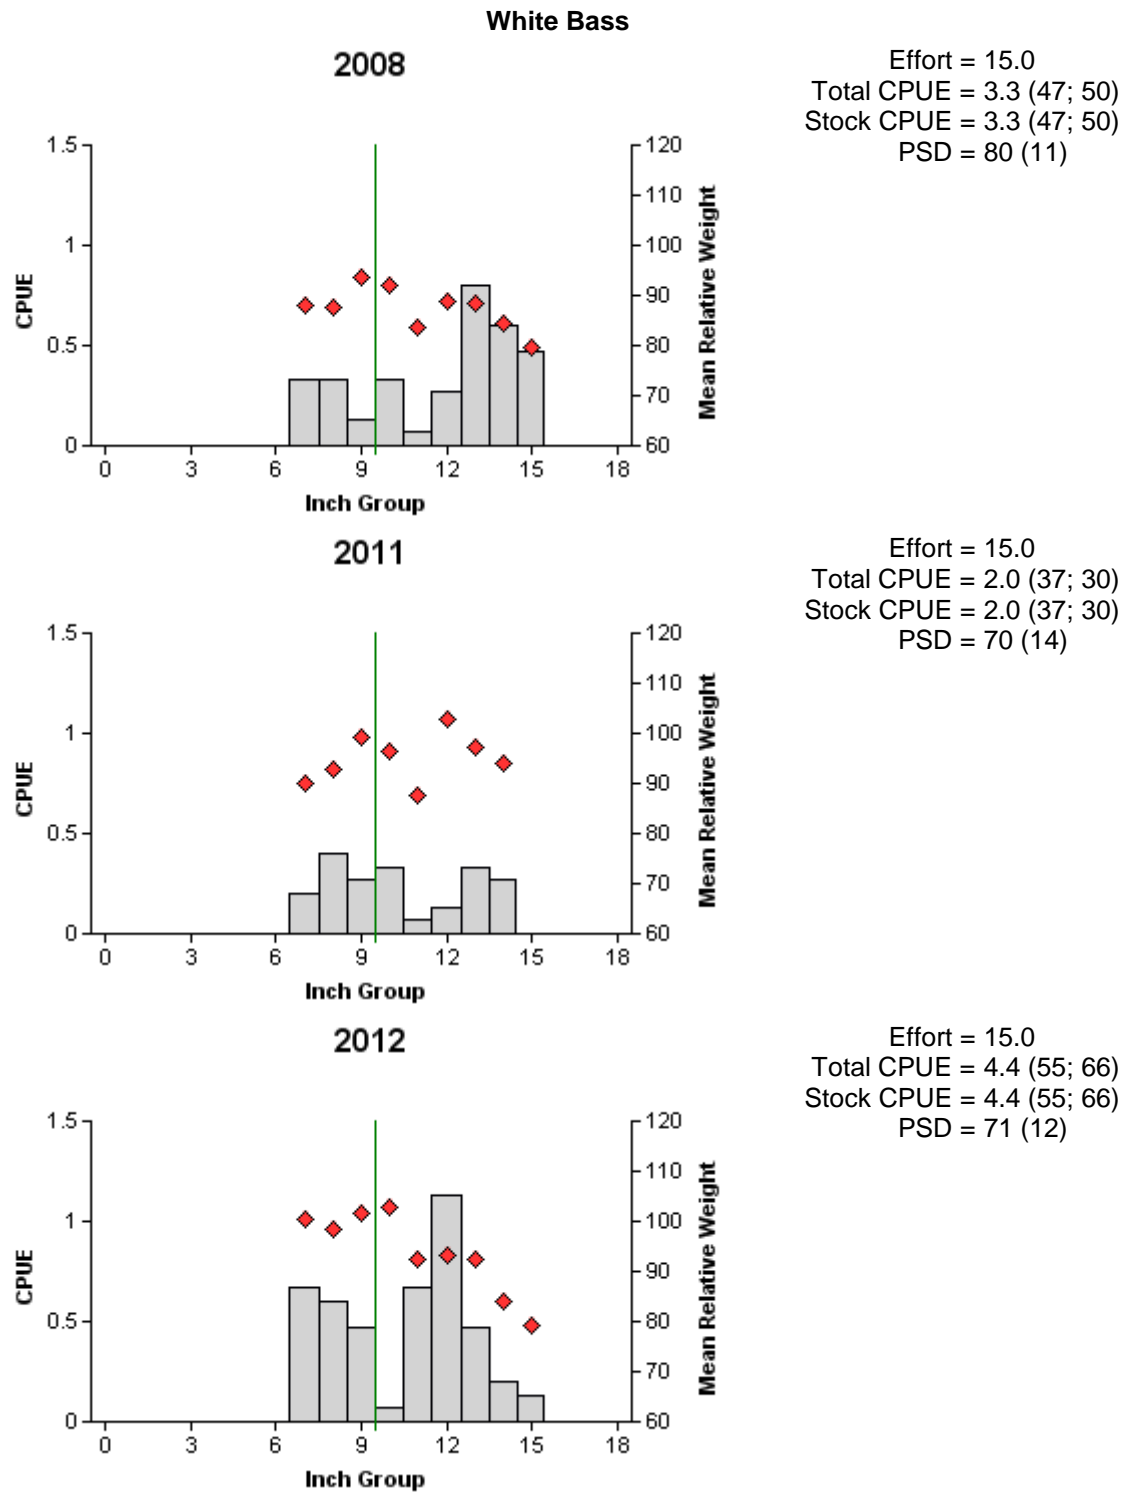 White Bass
2008
Effort = 15.0
Total CPUE = 3.3 (47; 50)
Stock CPUE = 3.3 (47; 50)
PSD = 80 (11)
1.5
1
0.5
0
CPUE
120
110
100
90
80
70
60
Mean Relative Weight
0 3 6 9 12 15 18
Inch Group
2011
Effort = 15.0
Total CPUE = 2.0 (37; 30)
Stock CPUE = 2.0 (37; 30)
PSD = 70 (14)
1.5
1
0.5
0
CPUE
120
110
100
90
80
70
60
Mean Relative Weight
0 3 6 9 12 15 18
Inch Group
2012
Effort = 15.0
Total CPUE = 4.4 (55; 66)
Stock CPUE = 4.4 (55; 66)
PSD = 71 (12)
1.5
1
0.5
0
CPUE
120
110
100
90
80
70
60
Mean Relative Weight
0 3 6 9 12 15 18
Inch Group